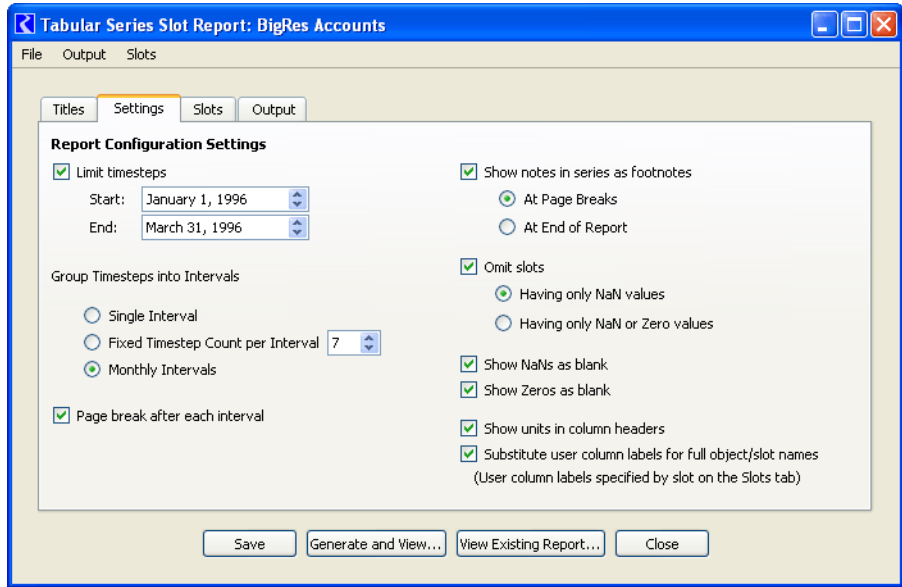 Tabular Series Slot Report: BigRes Accounts
File Output Slots
Titles Settings Slots Output
Report Configuration Settings
Limit timesteps
Start: January 1, 1996
End: March 31, 1996
Group Timesteps into Intervals
Single Interval
Fixed Timestep Count per Interval 7
Monthly Intervals
Page break after each interval
Show notes in series as footnotes
At Page Breaks
At End of Report
Omit slots
Having only NaN values
Having only NaN or Zero values
Show NaNs as blank
Show Zeros as blank
Show units in column headers
Substitute user column labels for full object/slot names
(User column labels specified by slot on the Slots tab)
Save Generate and View... View Existing Report... Close